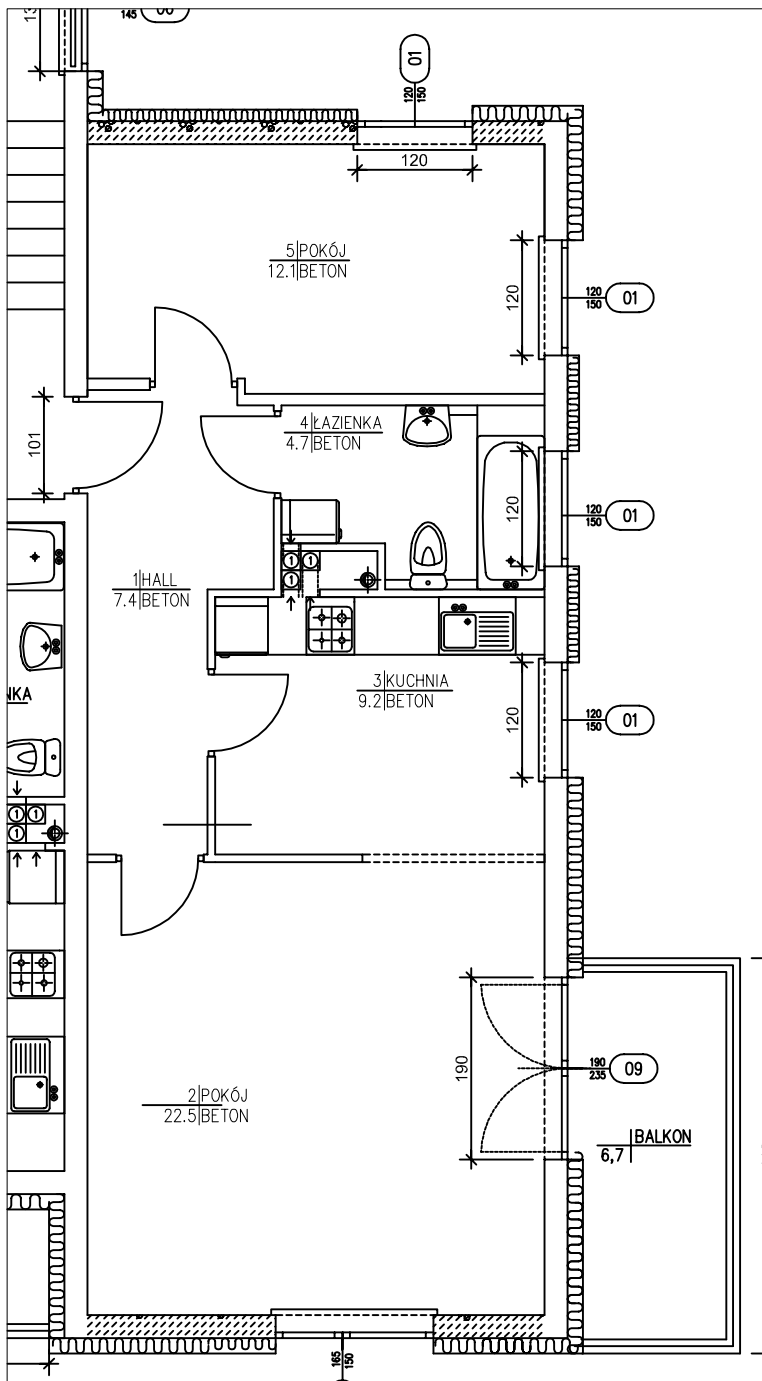 145
01
120
150
120
5 POKÓJ
12.1 BETON
120
120
150
01
101
4 ŁAZIENKA
4.7 BETON
120
120
150
01
1 1
1
1 HALL
7.4 BETON
3 KUCHNIA
9.2 BETON
120
120
150
01
NKA
1 1
1
190
190
235
09
2 POKÓJ
22.5 BETON
BALKON
6,7
165
150